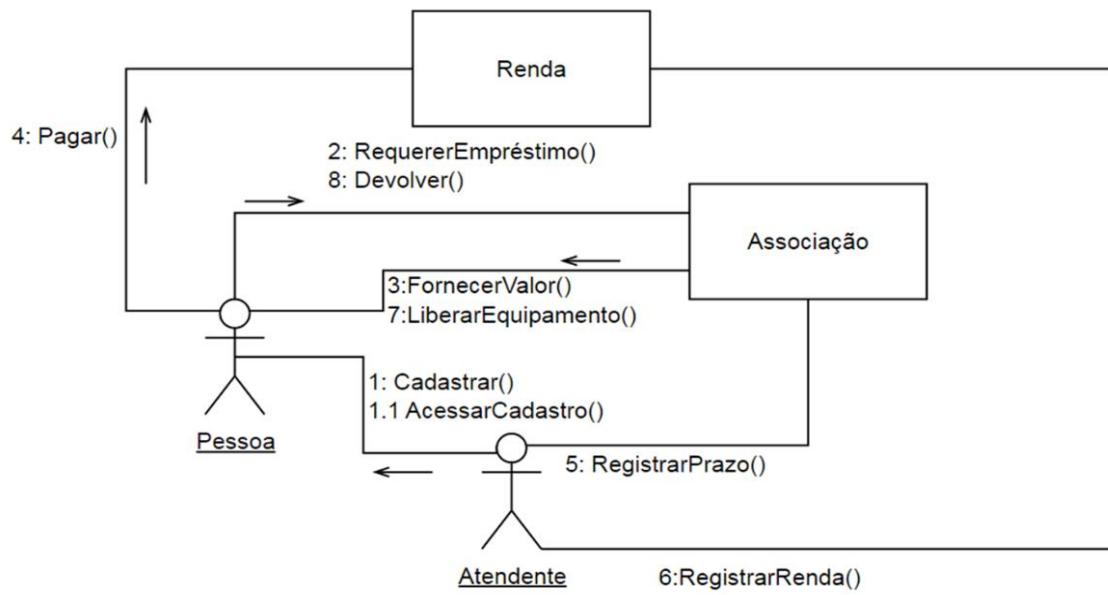 Renda
4: Pagar()
2: RequererEmpréstimo()
8: Devolver()
Associação
3:FornecerValor()
7:LiberarEquipamento()
1: Cadastrar()
1.1 AcessarCadastro()
Pessoa
5: RegistrarPrazo()
Atendente
6:RegistrarRenda()